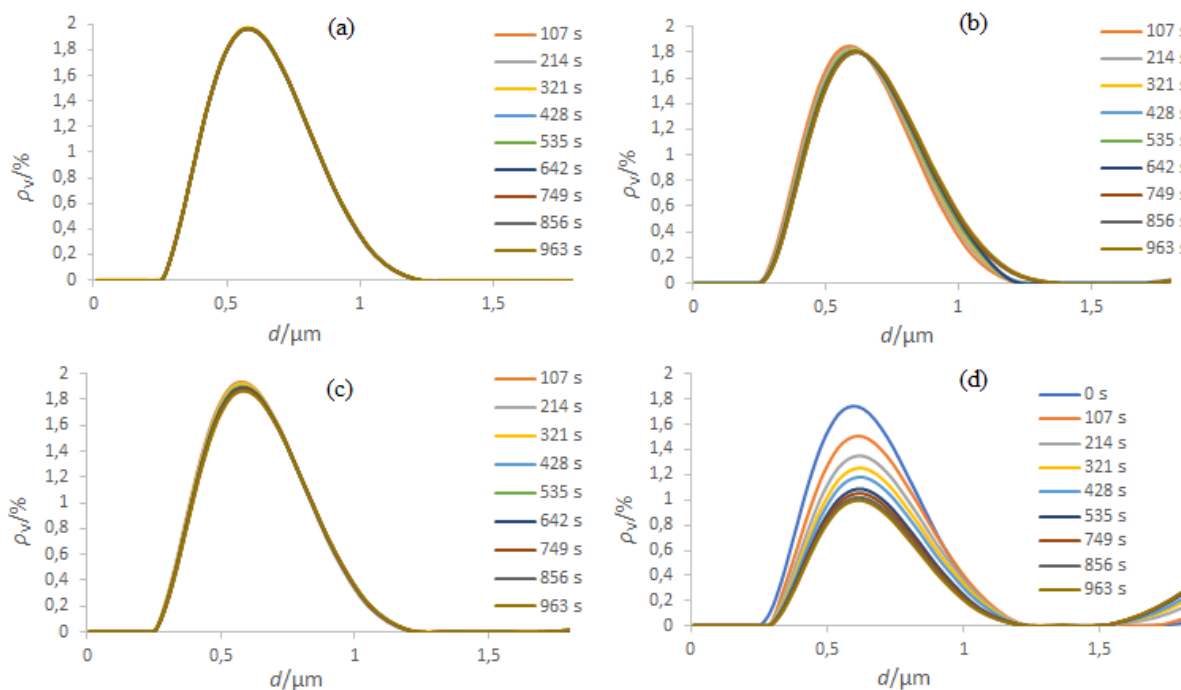 (a)
2
1,8
1,6
1,4
1,2
1
0,8
0,6
0,4
0,2
0
ρv/%
0 0,5 1 1,5
d/µm
107 s
214 s
321 s
428 s
535 s
642 s
749 s
856 s
963 s
(b)
2
1,8
1,6
1,4
1,2
1
0,8
0,6
0,4
0,2
0
ρv/%
0 0,5 1 1,5
d/µm
107 s
214 s
321 s
428 s
535 s
642 s
749 s
856 s
963 s
(c)
2
1,8
1,6
1,4
1,2
1
0,8
0,6
0,4
0,2
0
ρv/%
0 0,5 1 1,5
d/µm
107 s
214 s
321 s
428 s
535 s
642 s
749 s
856 s
963 s
(d)
2
1,8
1,6
1,4
1,2
1
0,8
0,6
0,4
0,2
0
ρv/%
0 0,5 1 1,5
d/µm
0 s
107 s
214 s
321 s
428 s
535 s
749 s
856 s
963 s